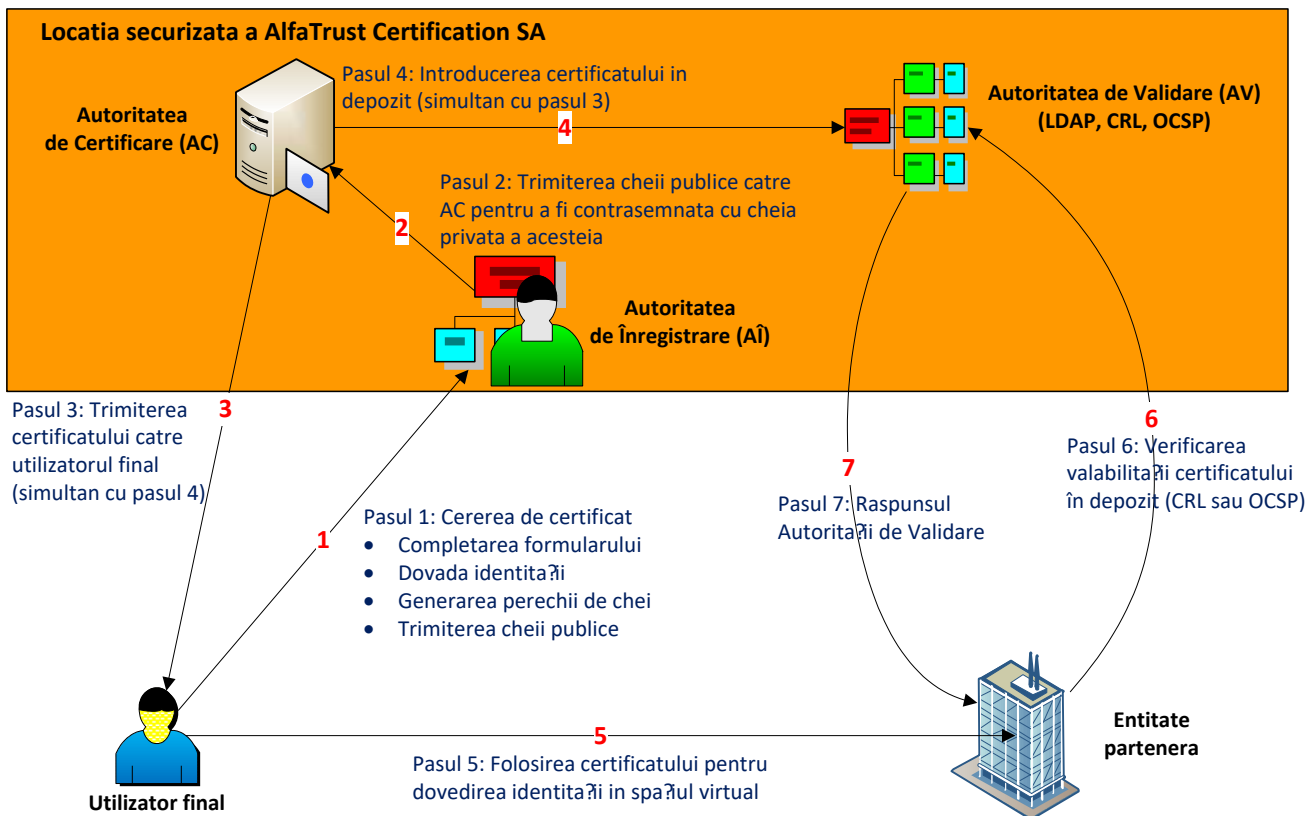 Locatia securizata a AlfaTrust Certification SA
Pasul 4: Introducerea certificatului in
depozit (simultan cu pasul 3)
Autoritatea
de Certificare (AC)
4
Autoritatea de Validare (AV)
(LDAP, CRL, OCSP)
Pasul 2: Trimiterea cheii publice catre
AC pentru a fi contrasemnata cu cheia
privata a acesteia
2
Autoritatea
de Înregistrare (AÎ)
Pasul 3: Trimiterea
certificatului catre
utilizatorul final
(simultan cu pasul 4)
3
1
Pasul 1: Cererea de certificat
• Completarea formularului
• Dovada identita?ii
• Generarea perechii de chei
• Trimiterea cheii publice
7
Pasul 7: Raspunsul
Autorita?ii de Validare
6
Pasul 6: Verificarea
valabilita?ii certificatului
în depozit (CRL sau OCSP)
5
Pasul 5: Folosirea certificatului pentru
dovedirea identita?ii in spa?iul virtual
Utilizator final
Entitate
partenera